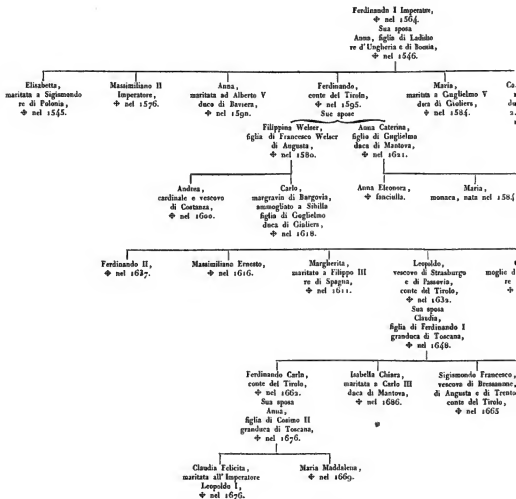 Ferdinando I Imperatore,
✠ nel 1564.
Sua sposa
Anna, figlia di Ladislao
re d'Ungheria e di Boemia,
✠ nel 1546.
Elisabetta,
maritata a Sigismondo
re di Polonia,
✠ nel 1545.
Massimiliano II
Imperatore,
✠ nel 1576.
Anna,
maritata ad Alberto V
duca di Baviera,
✠ nel 1590.
Ferdinando,
conte del Tirolo,
✠ nel 1595.
Sue spose
Maria,
maritata a Guglielmo V
duca di Giuliers,
✠ nel 1584.
Filippina Welser,
figlia di Francesco Welser
di Augusta,
✠ nel 1580.
Anna Caterina,
figlia di Guglielmo
duca di Mantova,
✠ nel 1621.
Andrea,
cardinale e vescovo
di Costanza,
✠ nel 1600.
Carlo,
margravio di Burgovia,
ammogliato a Sibilla
figlia di Guglielmo
duca di Giuliers,
✠ nel 1618.
Anna Eleonora,
✠ fanciulla.
Maria,
monaca, nata nel 1584
Ferdinando II,
✠ nel 1637.
Massimiliano Ernesto,
✠ nel 1616.
Margherita,
maritata a Filippo III
re di Spagna,
✠ nel 1611.
Leopoldo,
vescovo di Strasburgo
e di Passovia,
conte del Tirolo,
✠ nel 1632.
Sua sposa
Claudia,
figlia di Ferdinando I
granduca di Toscana,
✠ nel 1648.
moglie d
re
Ferdinando Carlo,
conte del Tirolo,
✠ nel 1662.
Sua sposa
Anna,
figlia di Cosimo II
granduca di Toscana,
✠ nel 1676.
Isabella Chiara,
maritata a Carlo III
duca di Mantova,
✠ nel 1686.
Sigismondo Francesco,
vescovo di Bressanone,
di Augusta e di Trento
conte del Tirolo,
✠ nel 1665
Claudia Felicita,
maritata all' Imperatore
Leopoldo I,
✠ nel 1676.
Maria Maddalena,
✠ nel 1669.